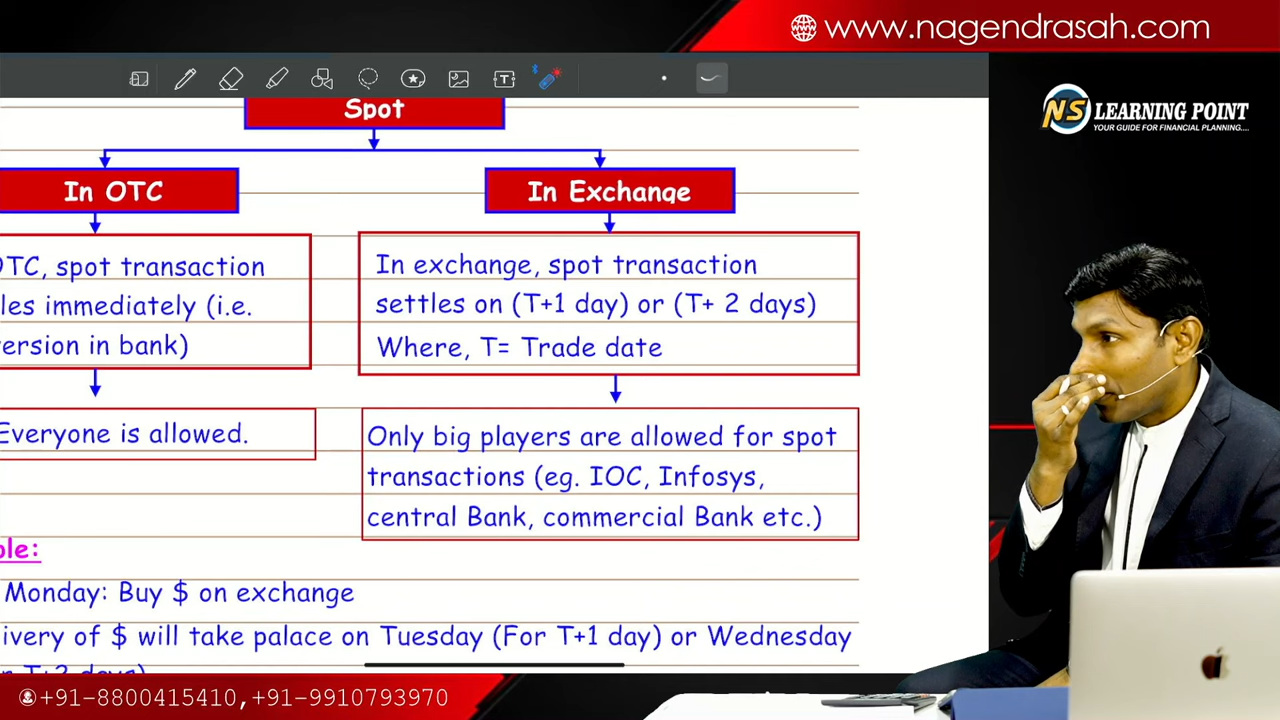 www.nagendrasah.com
NS LEARNING POINT
YOUR GUIDE FOR FINANCIAL PLANNING....
Spot
In OTC
In Exchange
OTC, spot transaction
les immediately (i.e.
ersion in bank)
In exchange, spot transaction
settles on (T+1 day) or (T+ 2 days)
Where, T= Trade date
Everyone is allowed.
Only big players are allowed for spot
transactions (eg. IOC, Infosys,
central Bank, commercial Bank etc.)
ple:
Monday: Buy $ on exchange
ivery of $ will take palace on Tuesday (For T+1 day) or Wednesday
T+2 days)
+91-8800415410,+91-9910793970